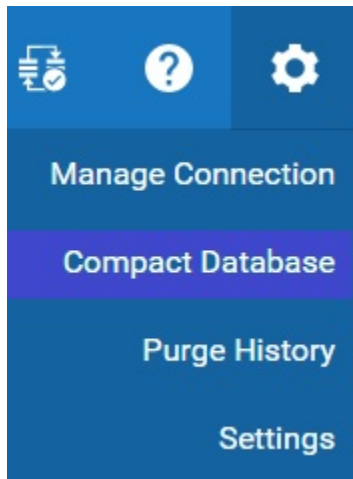 Manage Connection
Compact Database
Purge History
Settings